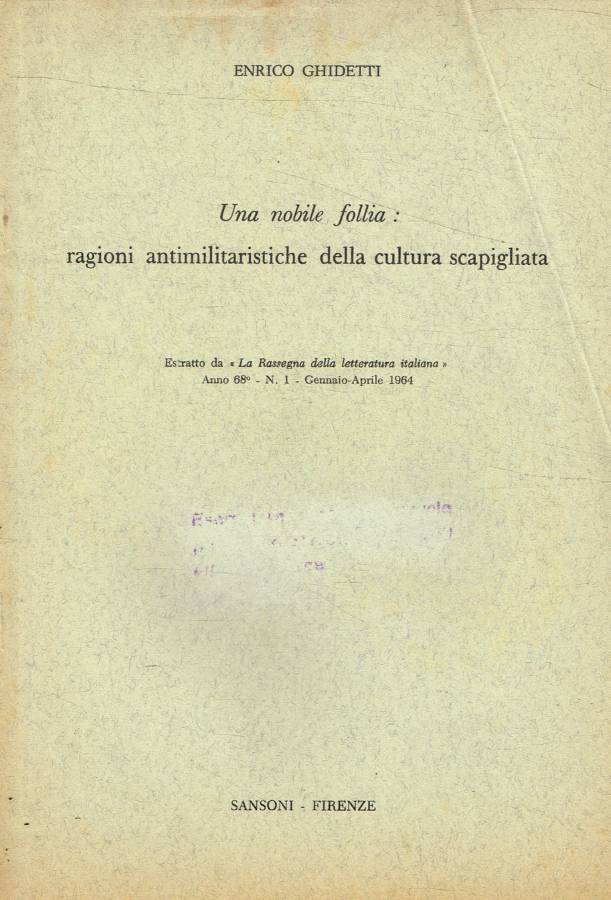 ENRICO GHIDETTI
Una nobile follia :
ragioni antimilitaristiche della cultura scapigliata
Estratto da « La Rassegna della letteratura italiana »
Anno 68º - N. 1 - Gennaio-Aprile 1964
SANSONI - FIRENZE